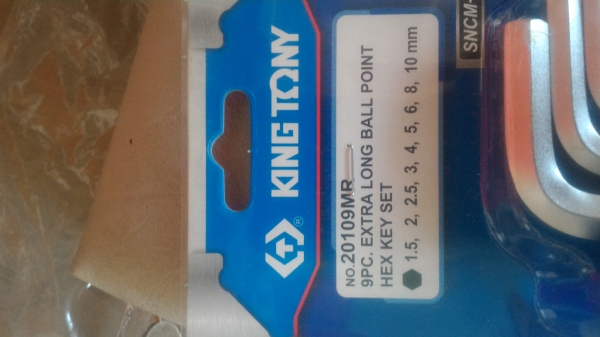 KING TONY
®
NO.20109MR
9PC. EXTRA LONG BALL POINT
HEX KEY SET
1.5, 2, 2.5, 3, 4, 5, 6, 8, 10 mm
SNCM-